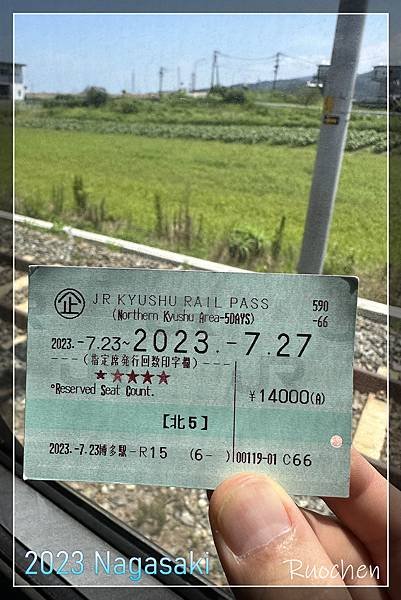 企 JR KYUSHU RAIL PASS 590
(Northern Kyushu Area-5DAYS) -66
2023.-7.23~2023.-7.27
---(指定席発行回数印字欄)----
★★★★★
*Reserved Seat Count. ¥14000(A)
【北5】
2023.-7.23博多駅-R15 (6- ) 00119-01 C66
2023 Nagasaki Ruochen